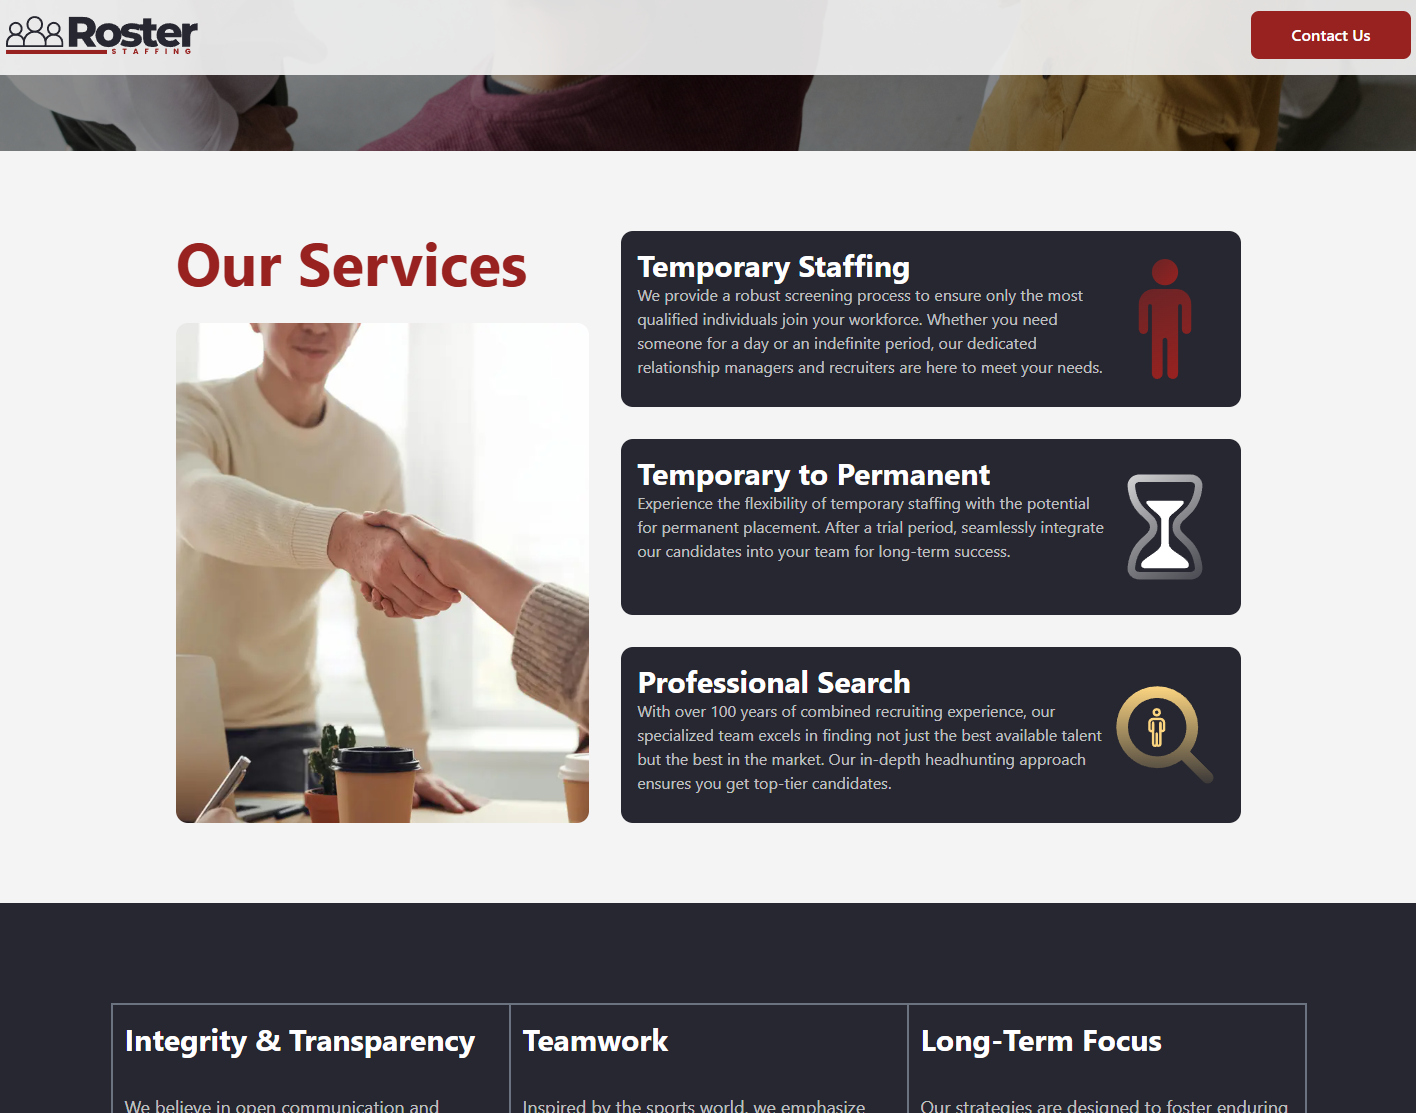 Roster
STAFFING
Contact Us
Our Services
Temporary Staffing
We provide a robust screening process to ensure only the most
qualified individuals join your workforce. Whether you need
someone for a day or an indefinite period, our dedicated
relationship managers and recruiters are here to meet your needs.
Temporary to Permanent
Experience the flexibility of temporary staffing with the potential
for permanent placement. After a trial period, seamlessly integrate
our candidates into your team for long-term success.
Professional Search
With over 100 years of combined recruiting experience, our
specialized team excels in finding not just the best available talent
but the best in the market. Our in-depth headhunting approach
ensures you get top-tier candidates.
Integrity & Transparency
We believe in open communication and
Teamwork
Inspired by the sports world, we emphasize
Long-Term Focus
Our strategies are designed to foster enduring